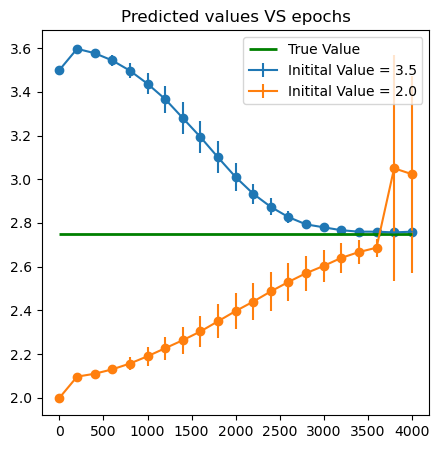 Predicted values VS epochs
True Value
Initital Value = 3.5
Initital Value = 2.0
3.6
3.4
3.2
3.0
2.8
2.6
2.4
2.2
2.0
0 500 1000 1500 2000 2500 3000 3500 4000